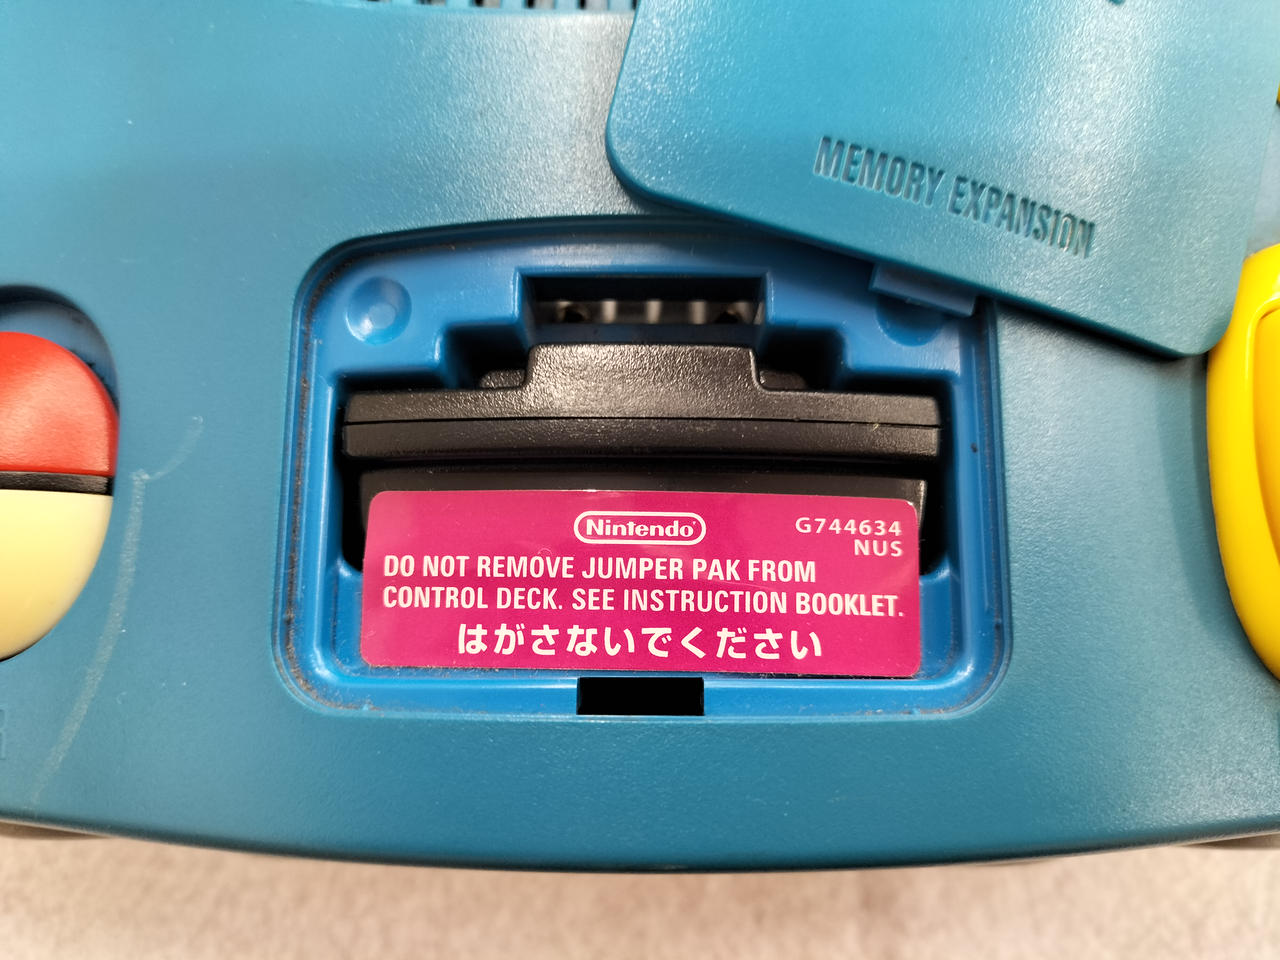 MEMORY EXPANSION
Nintendo
G744634
NUS
DO NOT REMOVE JUMPER PAK FROM
CONTROL DECK. SEE INSTRUCTION BOOKLET.
はがさないでください